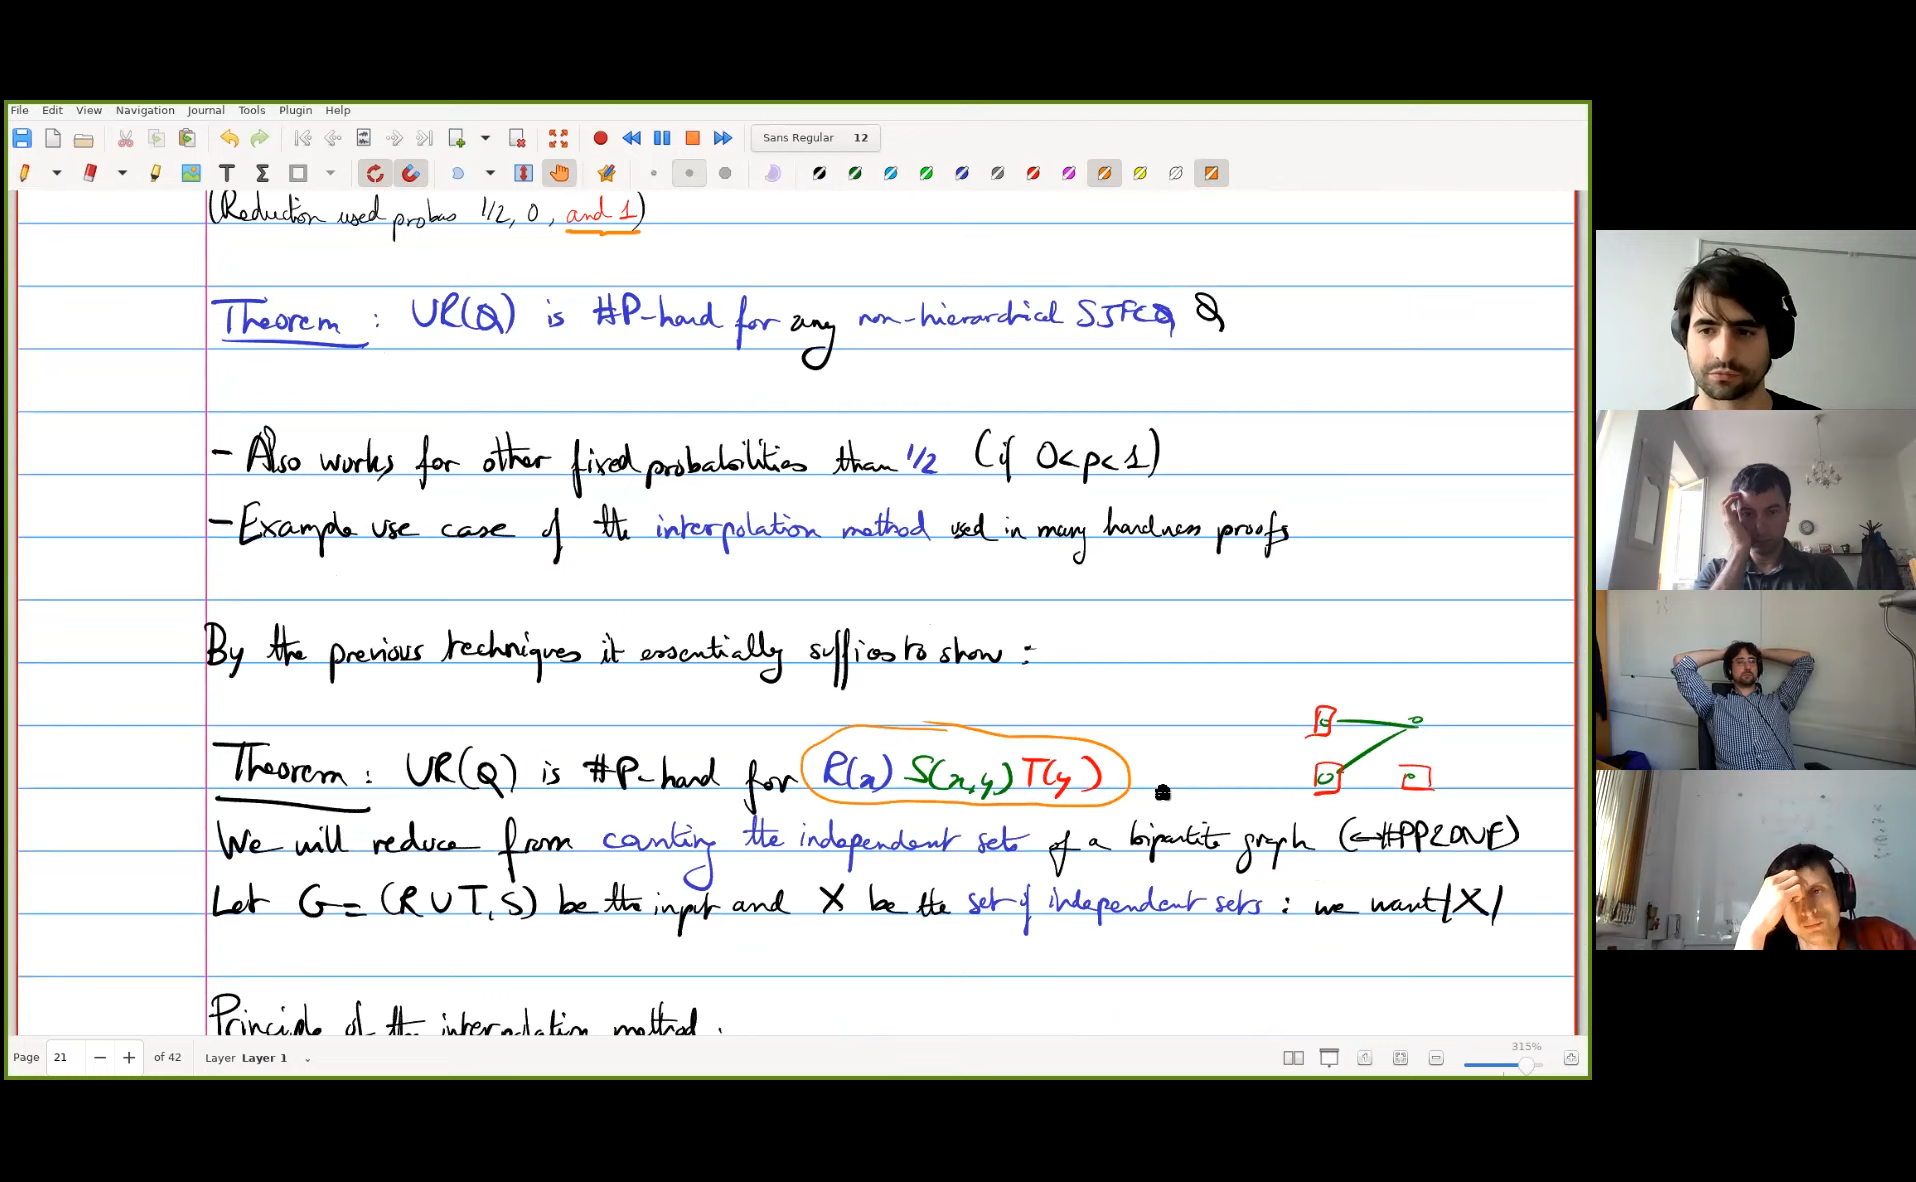 File Edit View Navigation Journal Tools Plugin Help
Sans Regular 12
(Reduction used probas 1/2, 0, and 1)
Theorem: UR(Q) is #P-hard for any non-hierarchical SJFCQ Q
- Also works for other fixed probabilities than 1/2 (if 0<p<1)
- Example use case of the interpolation method used in many hardness proofs
By the previous techniques it essentially suffices to show:
Theorem: UR(Q) is #P-hard for R(x) S(x,y) T(y)
We will reduce from counting the independent sets of a bipartite graph (↔#PP2DNF)
Let G=(R∪T, S) be the input and X be the set of independent sets: we want |X|
Principle of the interpolation method:
Page 21 of 42 Layer Layer 1 315%